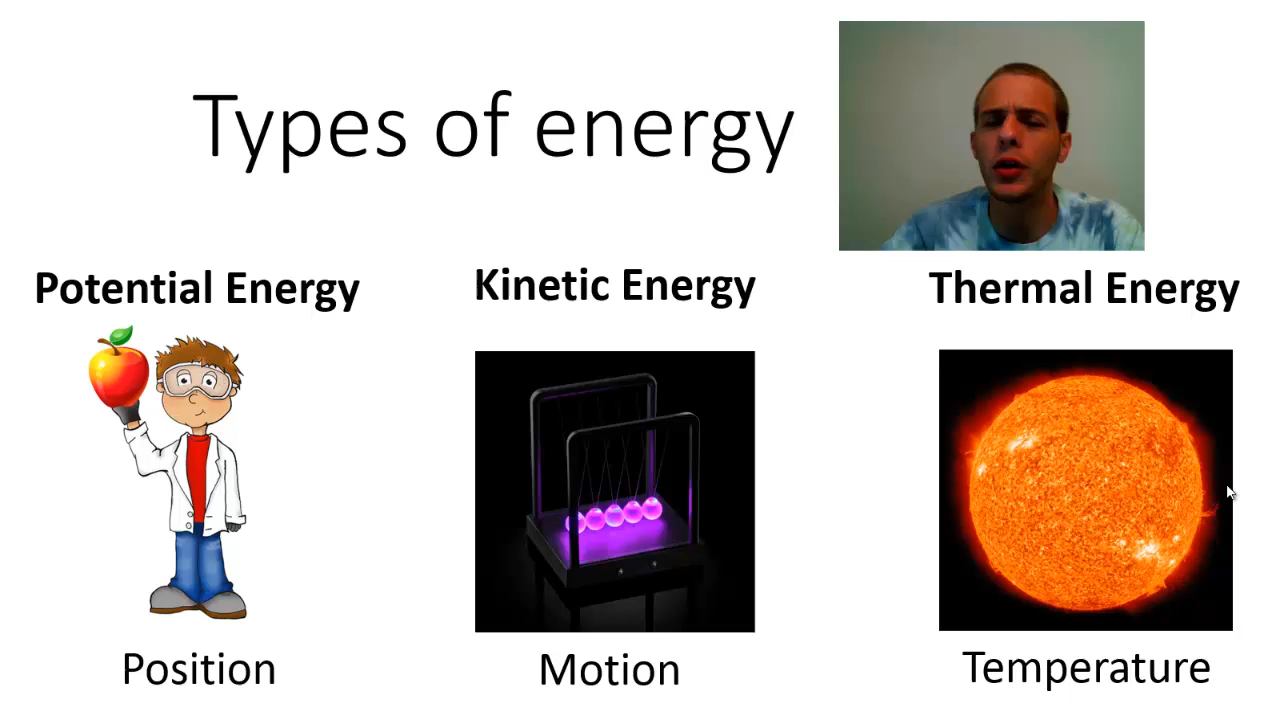 Types of energy
Potential Energy
Kinetic Energy
Thermal Energy
Position
Motion
Temperature